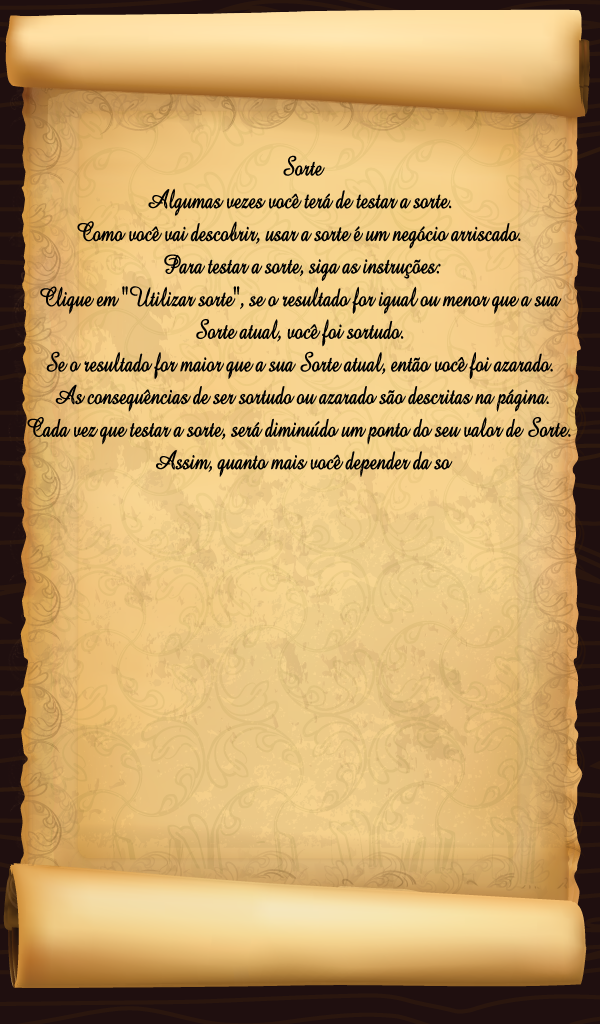 Sorte
Algumas vezes você terá de testar a sorte.
Como você vai descobrir, usar a sorte é um negócio arriscado.
Para testar a sorte, siga as instruções:
Clique em "Utilizar sorte", se o resultado for igual ou menor que a sua
Sorte atual, você foi sortudo.
Se o resultado for maior que a sua Sorte atual, então você foi azarado.
As consequências de ser sortudo ou azarado são descritas na página.
Cada vez que testar a sorte, será diminuído um ponto do seu valor de Sorte.
Assim, quanto mais você depender da so